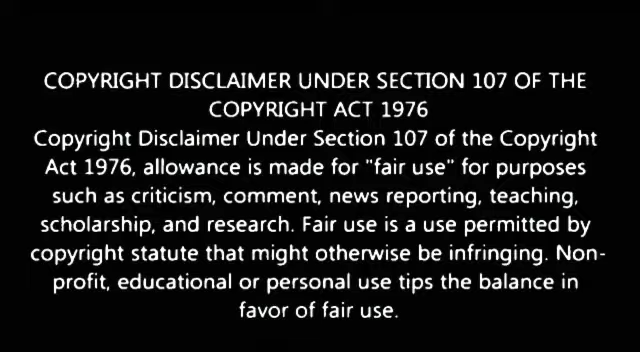 COPYRIGHT DISCLAIMER UNDER SECTION 107 OF THE
COPYRIGHT ACT 1976
Copyright Disclaimer Under Section 107 of the Copyright
Act 1976, allowance is made for "fair use" for purposes
such as criticism, comment, news reporting, teaching,
scholarship, and research. Fair use is a use permitted by
copyright statute that might otherwise be infringing. Non-
profit, educational or personal use tips the balance in
favor of fair use.